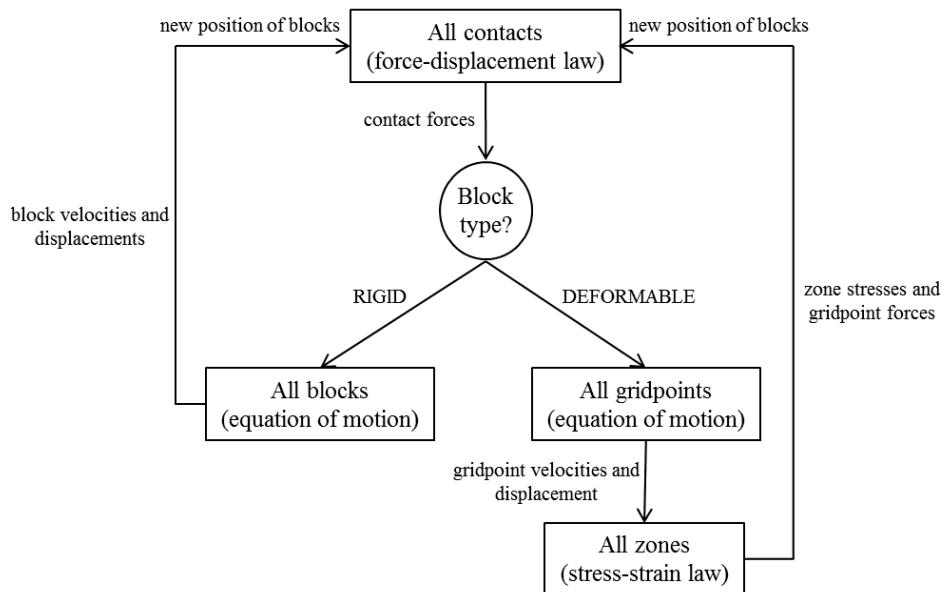 new position of blocks
All contacts
(force-displacement law)
new position of blocks
contact forces
Block
type?
block velocities and
displacements
RIGID
DEFORMABLE
zone stresses and
gridpoint forces
All blocks
(equation of motion)
All gridpoints
(equation of motion)
gridpoint velocities and
displacement
All zones
(stress-strain law)